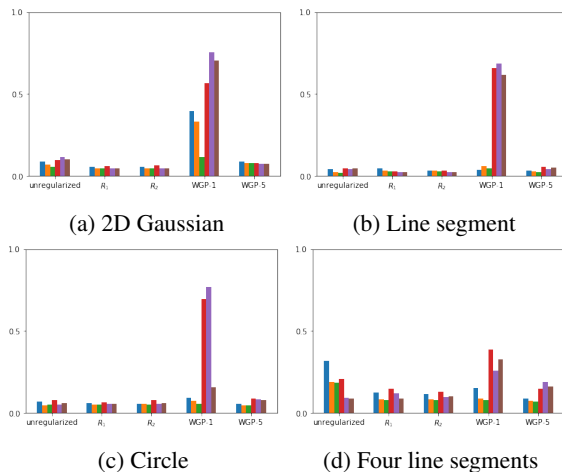 1.0
0.5
0.0
unregularized R₁ R₂ WGP-1 WGP-5
(a) 2D Gaussian
1.0
0.5
0.0
unregularized R₁ R₂ WGP-1 WGP-5
(b) Line segment
1.0
0.5
0.0
unregularized R₁ R₂ WGP-1 WGP-5
(c) Circle
1.0
0.5
0.0
unregularized R₁ R₂ WGP-1 WGP-5
(d) Four line segments